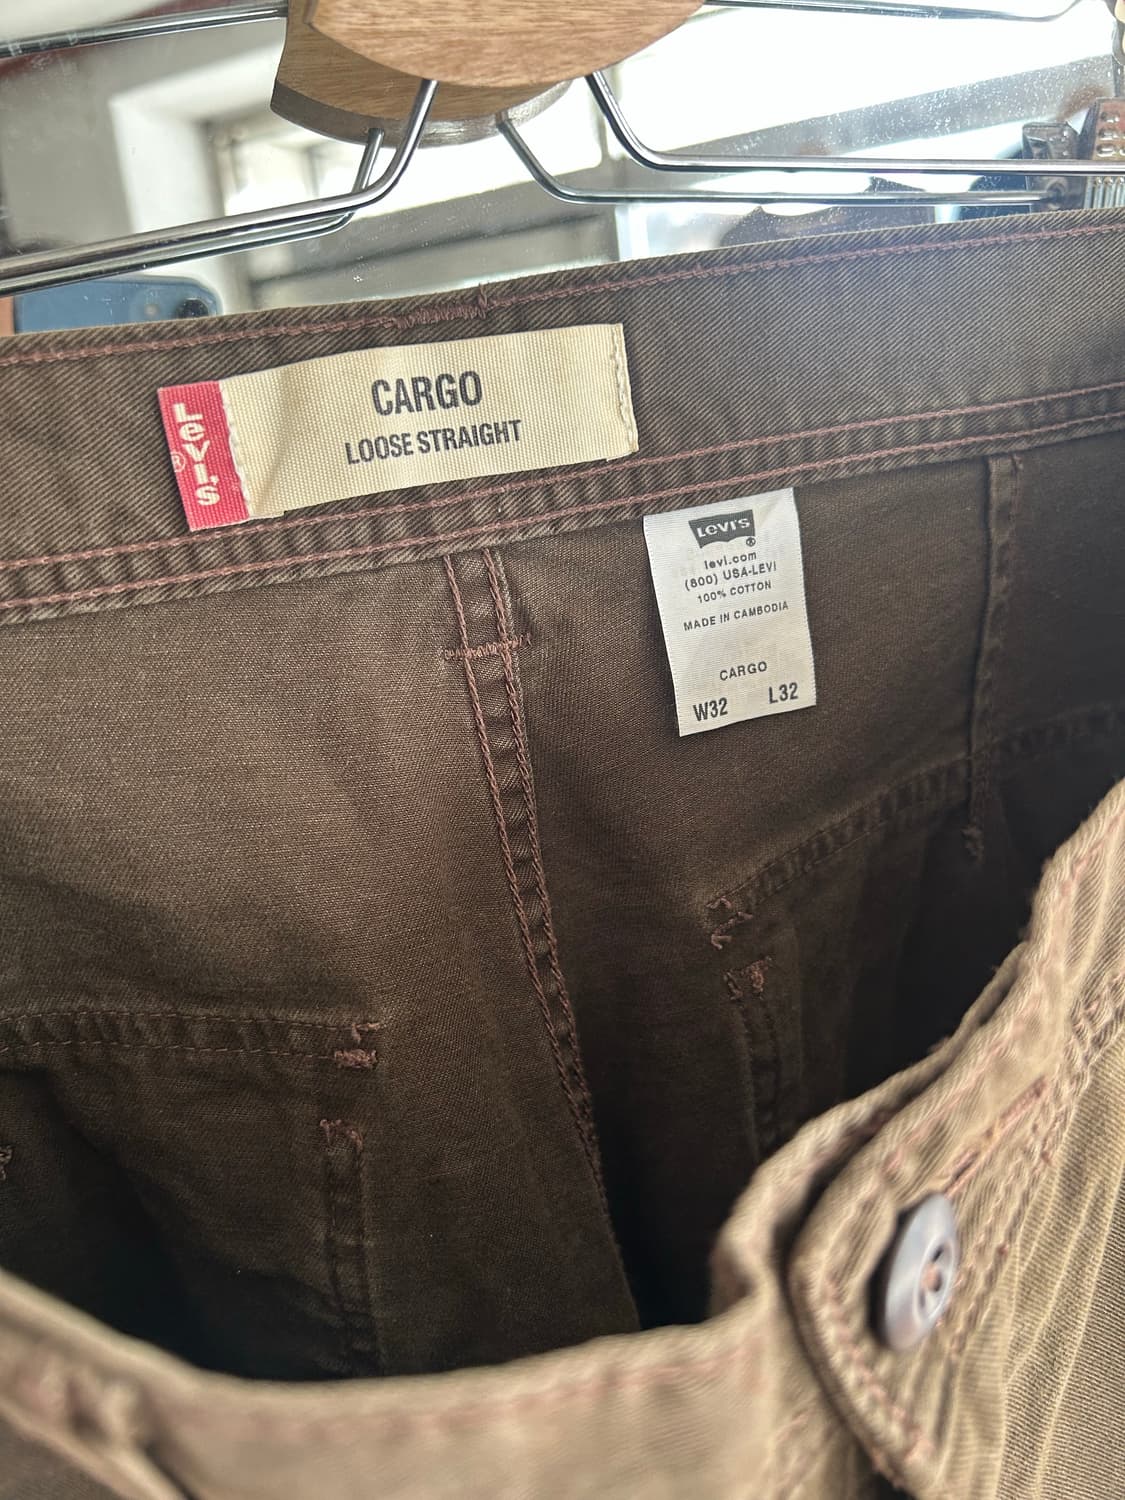 Levi's
®
CARGO
LOOSE STRAIGHT
Levi's
®
levi.com
(800) USA-LEVI
100% COTTON
MADE IN CAMBODIA
CARGO
W32 L32